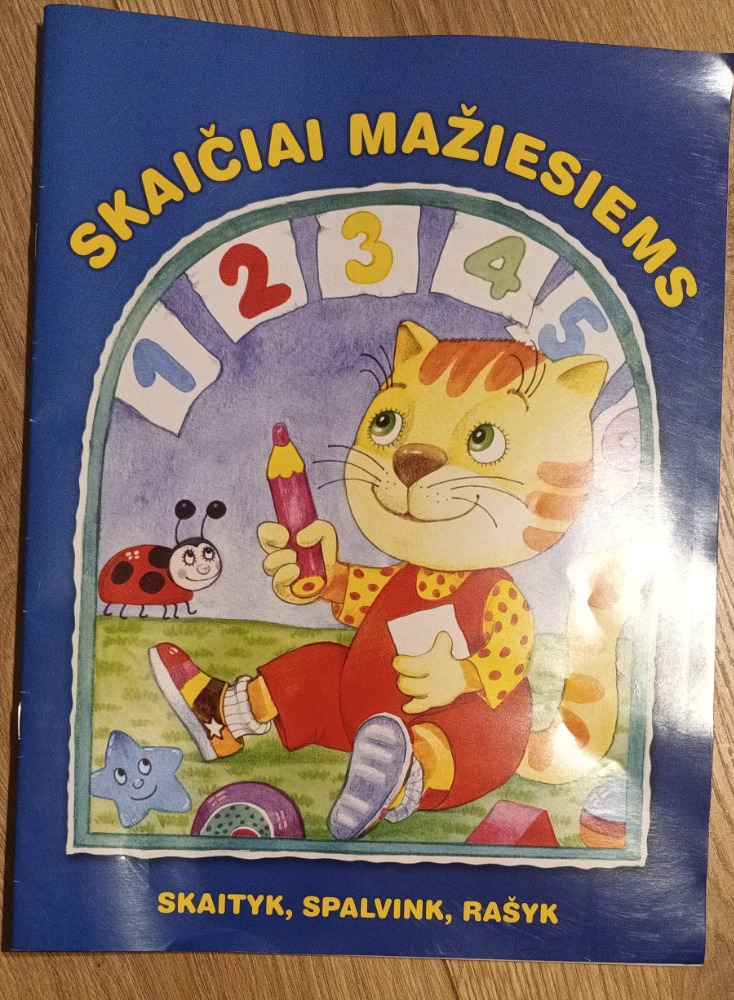 SKAIČIAI MAŽIESIEMS
1 2 3 4 5
SKAITYK, SPALVINK, RAŠYK